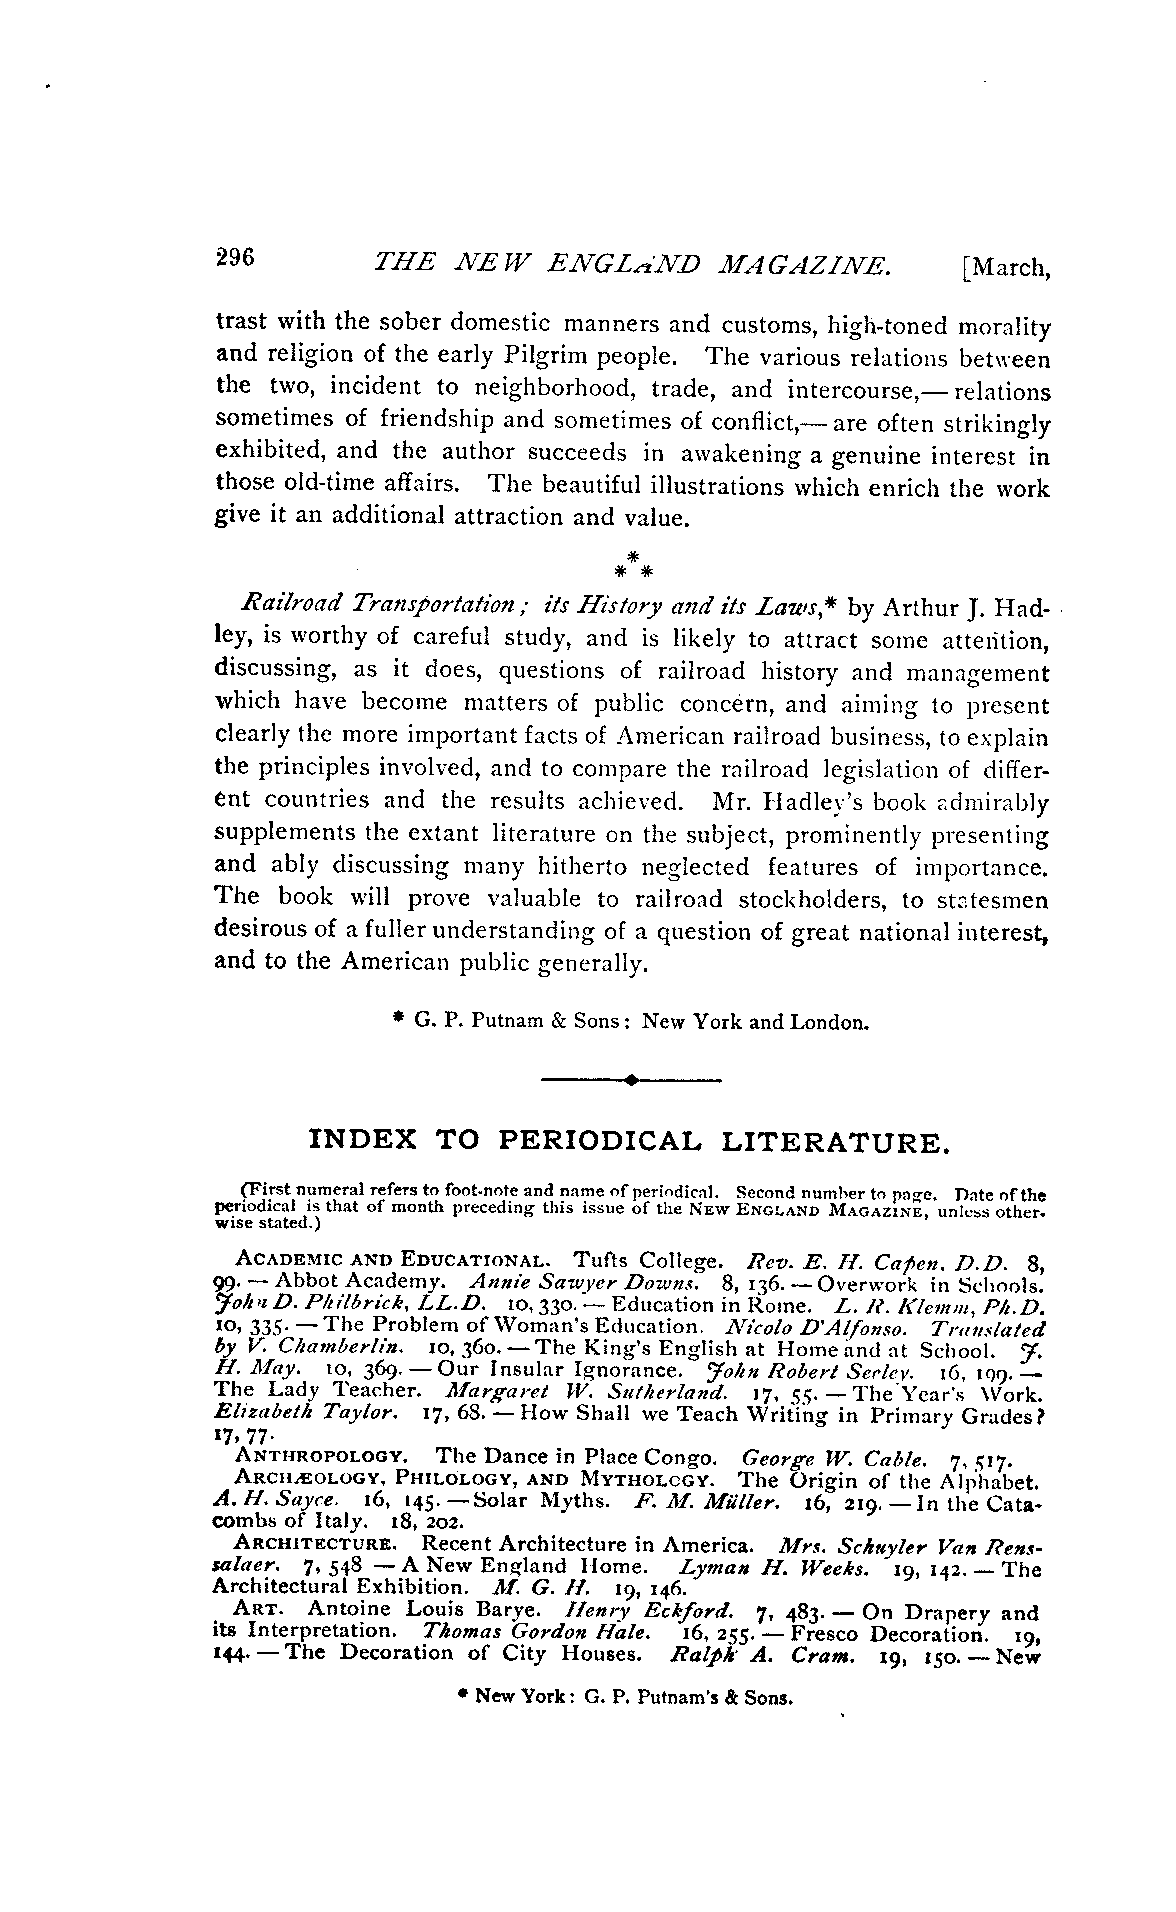 296 THE NEW ENGLAND MAGAZINE. [March,
trast with the sober domestic manners and customs, high-toned morality
and religion of the early Pilgrim people. The various relations between
the two, incident to neighborhood, trade, and intercourse,— relations
sometimes of friendship and sometimes of conflict,— are often strikingly
exhibited, and the author succeeds in awakening a genuine interest in
those old-time affairs. The beautiful illustrations which enrich the work
give it an additional attraction and value.
*
* *
Railroad Transportation; its History and its Laws,* by Arthur J. Had-
ley, is worthy of careful study, and is likely to attract some attention,
discussing, as it does, questions of railroad history and management
which have become matters of public concern, and aiming to present
clearly the more important facts of American railroad business, to explain
the principles involved, and to compare the railroad legislation of differ-
ent countries and the results achieved. Mr. Hadley's book admirably
supplements the extant literature on the subject, prominently presenting
and ably discussing many hitherto neglected features of importance.
The book will prove valuable to railroad stockholders, to statesmen
desirous of a fuller understanding of a question of great national interest,
and to the American public generally.
* G. P. Putnam & Sons: New York and London.
INDEX TO PERIODICAL LITERATURE.
(First numeral refers to foot-note and name of periodical. Second number to page. Date of the
periodical is that of month preceding this issue of the NEW ENGLAND MAGAZINE, unless other-
wise stated.)
ACADEMIC AND EDUCATIONAL. Tufts College. Rev. E. H. Capen, D.D. 8,
99. — Abbot Academy. Annie Sawyer Downs. 8, 136. — Overwork in Schools.
John D. Philbrick, LL.D. 10, 330. — Education in Rome. L. R. Klemm, Ph.D.
10, 335. — The Problem of Woman's Education. Nicolo D'Alfonso. Translated
by V. Chamberlin. 10, 360. — The King's English at Home and at School. J.
H. May. 10, 369. — Our Insular Ignorance. John Robert Seeley. 16, 199. —
The Lady Teacher. Margaret W. Sutherland. 17, 55. — The Year's Work.
Elizabeth Taylor. 17, 68. — How Shall we Teach Writing in Primary Grades?
17, 77.
ANTHROPOLOGY. The Dance in Place Congo. George W. Cable. 7, 517.
ARCHÆOLOGY, PHILOLOGY, AND MYTHOLOGY. The Origin of the Alphabet.
A. H. Sayce. 16, 145. — Solar Myths. F. M. Müller. 16, 219. — In the Cata-
combs of Italy. 18, 202.
ARCHITECTURE. Recent Architecture in America. Mrs. Schuyler Van Rens-
salaer. 7, 548 — A New England Home. Lyman H. Weeks. 19, 142. — The
Architectural Exhibition. M. G. H. 19, 146.
ART. Antoine Louis Barye. Henry Eckford. 7, 483. — On Drapery and
its Interpretation. Thomas Gordon Hale. 16, 255. — Fresco Decoration. 19,
144. — The Decoration of City Houses. Ralph A. Cram. 19, 150. — New
* New York: G. P. Putnam's & Sons.